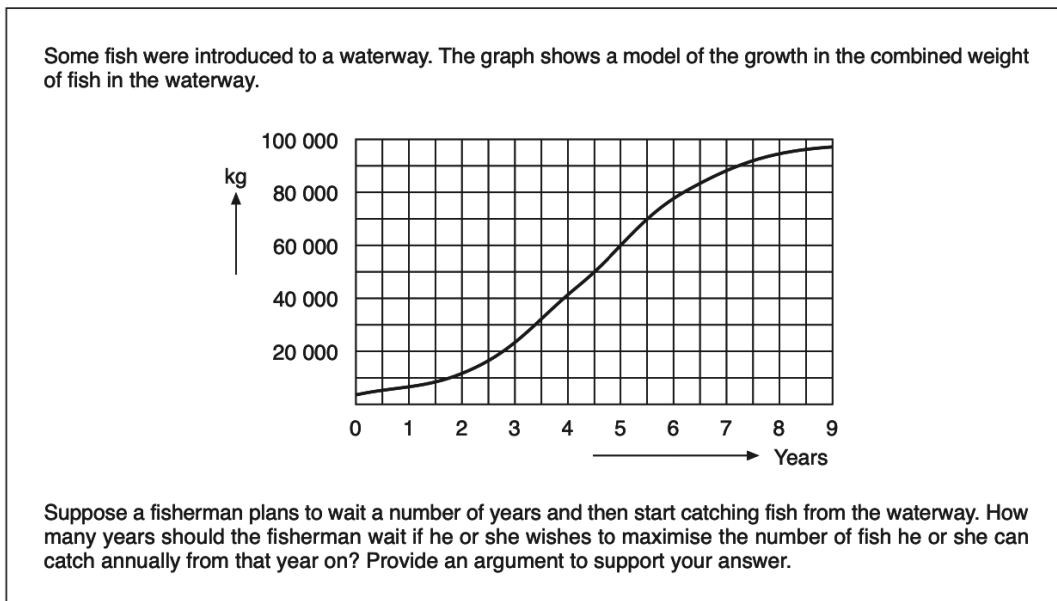 Some fish were introduced to a waterway. The graph shows a model of the growth in the combined weight
of fish in the waterway.
100 000
kg
80 000
60 000
40 000
20 000
0 1 2 3 4 5 6 7 8 9
Years
Suppose a fisherman plans to wait a number of years and then start catching fish from the waterway. How
many years should the fisherman wait if he or she wishes to maximise the number of fish he or she can
catch annually from that year on? Provide an argument to support your answer.